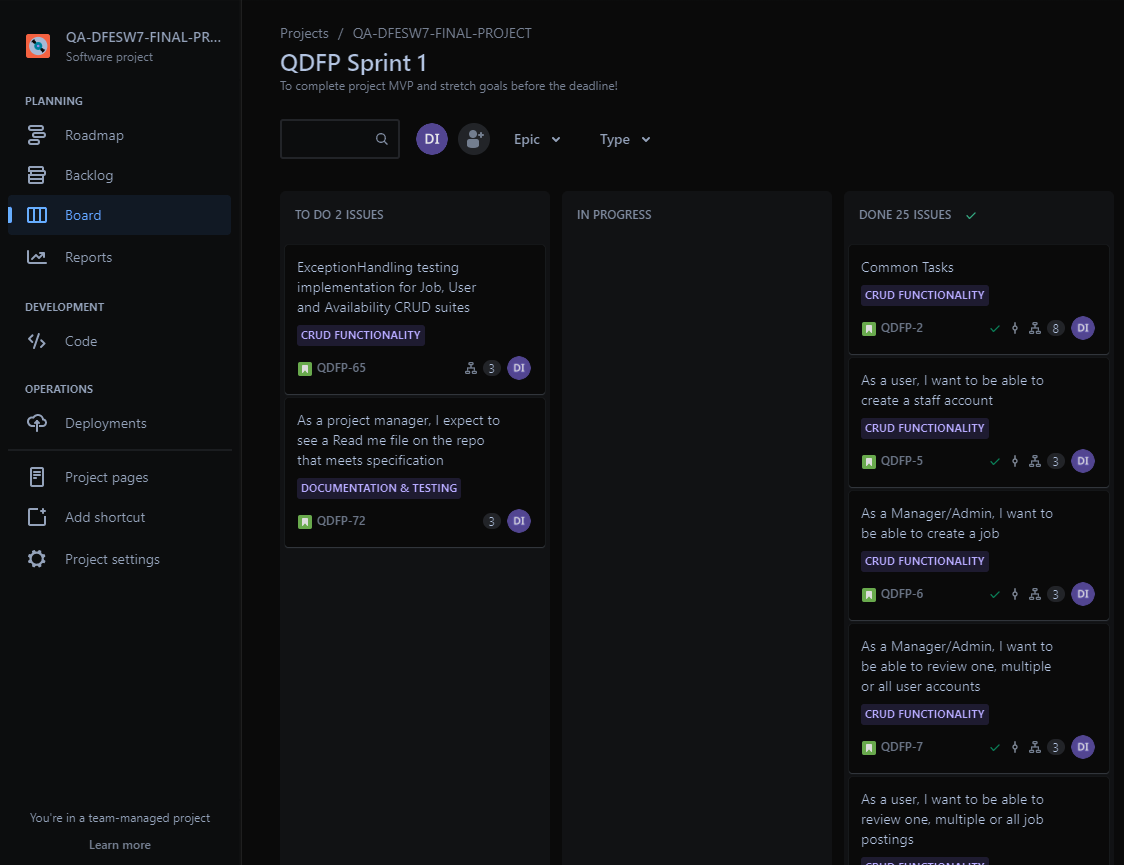 QA-DFESW7-FINAL-PR...
Software project
PLANNING
Roadmap
Backlog
Board
Reports
DEVELOPMENT
Code
OPERATIONS
Deployments
Project pages
Add shortcut
Project settings
You're in a team-managed project
Learn more
Projects / QA-DFESW7-FINAL-PROJECT
QDFP Sprint 1
To complete project MVP and stretch goals before the deadline!
DI
Epic
Type
TO DO 2 ISSUES
ExceptionHandling testing
implementation for Job, User
and Availability CRUD suites
CRUD FUNCTIONALITY
QDFP-65 3 DI
As a project manager, I expect to
see a Read me file on the repo
that meets specification
DOCUMENTATION & TESTING
QDFP-72 3 DI
IN PROGRESS
DONE 25 ISSUES
Common Tasks
CRUD FUNCTIONALITY
QDFP-2 8 DI
As a user, I want to be able to
create a staff account
CRUD FUNCTIONALITY
QDFP-5 3 DI
As a Manager/Admin, I want to
be able to create a job
CRUD FUNCTIONALITY
QDFP-6 3 DI
As a Manager/Admin, I want to
be able to review one, multiple
or all user accounts
CRUD FUNCTIONALITY
QDFP-7 3 DI
As a user, I want to be able to
review one, multiple or all job
postings
CRUD FUNCTIONALITY